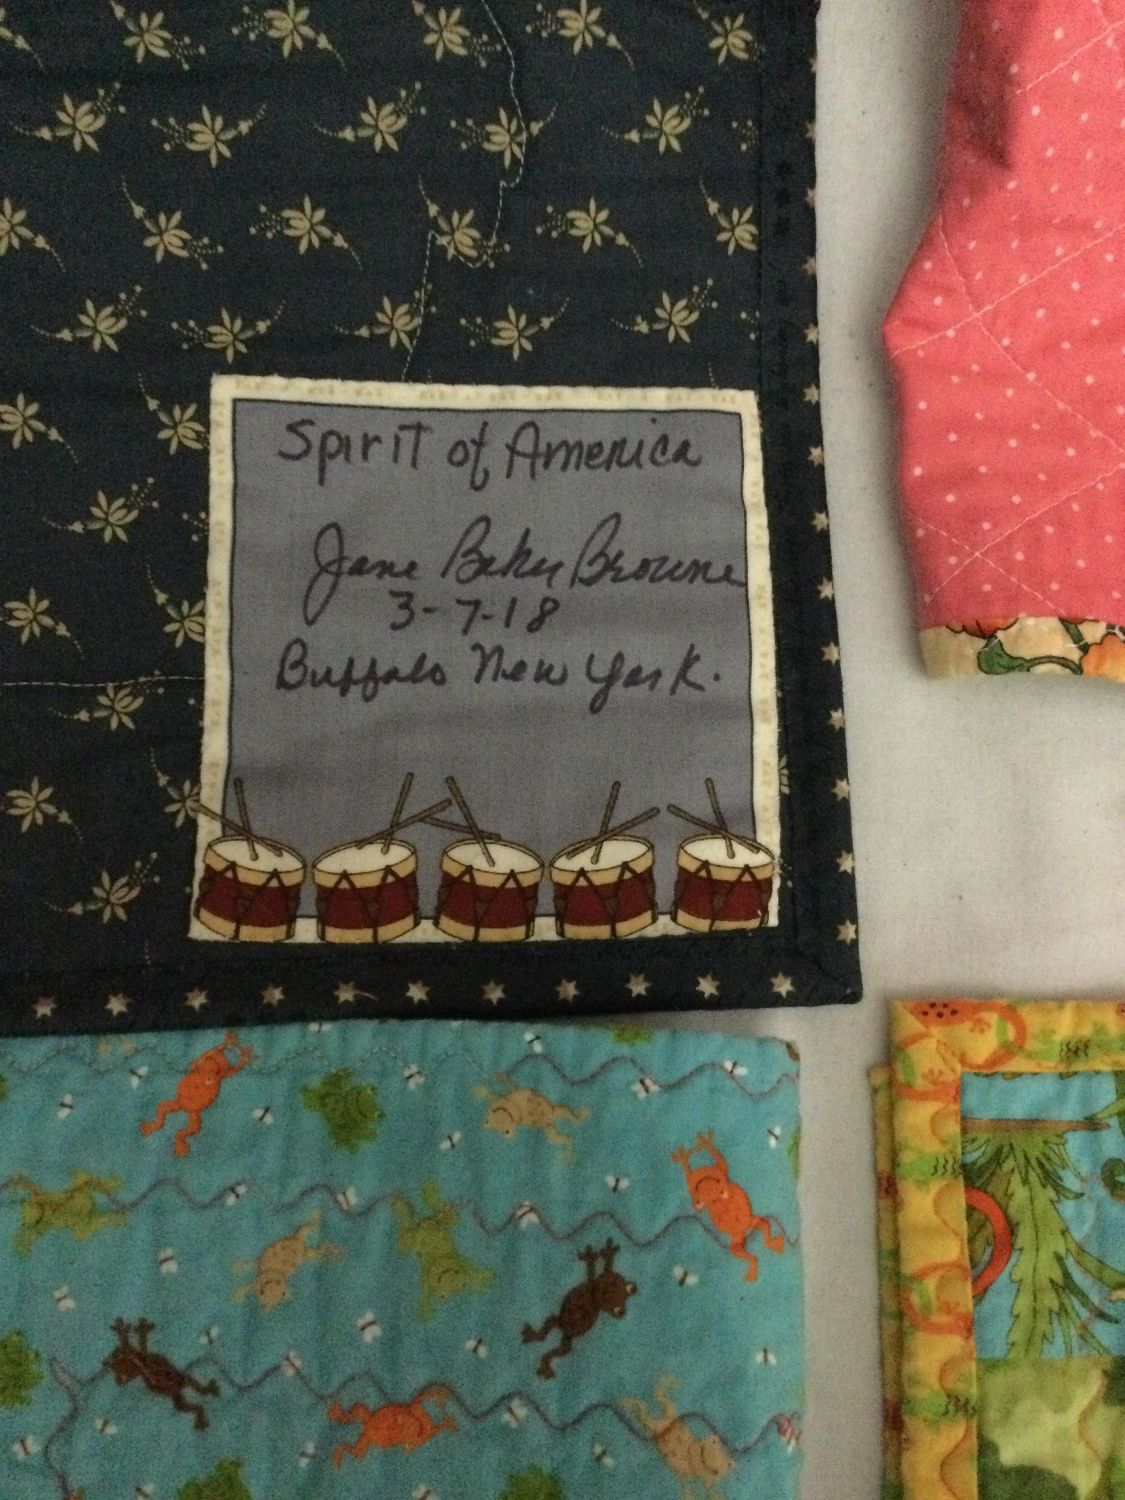 Spirit of America
Jane Baker Browne
3-7-18
Buffalo New York.